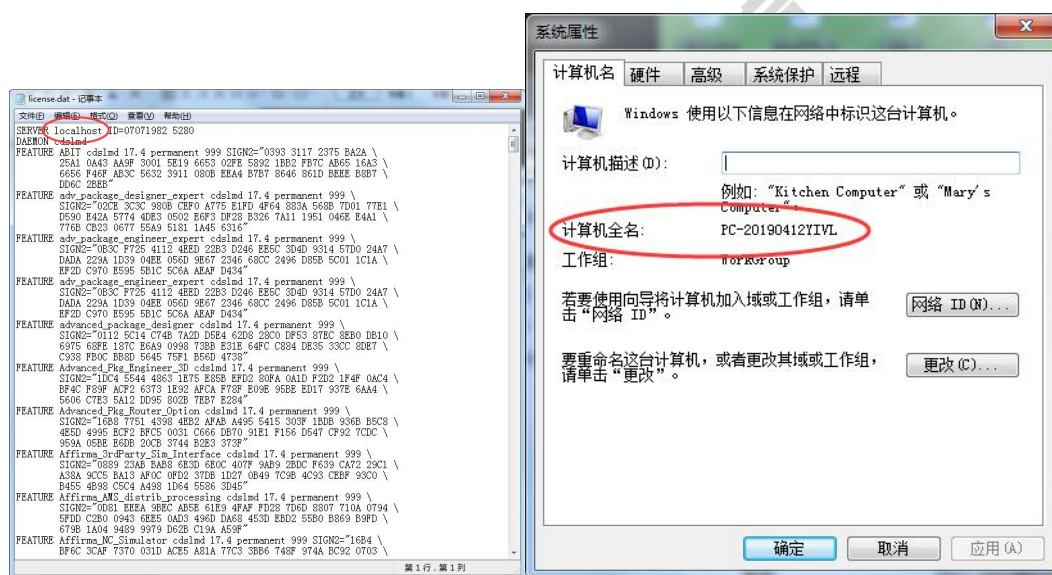 license.dat - 记事本
文件(F) 编辑(E) 格式(O) 查看(V) 帮助(H)
SERVER localhost ID=07071982 5280
DAEMON cdslmd
FEATURE ABIT cdslmd 17.4 permanent 999 SIGN2="0393 3117 2375 BA2A \
25A1 0A43 AA9F 3001 5E19 6653 02FE 5892 1BB2 FB7C AB65 16A3 \
6656 F46F AB3C 5632 3911 080B EEA4 B7B7 8646 861D BEEE B8B7 \
DD6C 2BEB"
FEATURE adv_package_designer_expert cdslmd 17.4 permanent 999 \
SIGN2="02CE 3C3C 980B CEF0 A775 E1FD 4F64 883A 568B 7D01 77E1 \
D590 E42A 5774 4DE3 0502 E6F3 DF28 B326 7A11 1951 046E E4A1 \
776B CB23 0677 55A9 5181 1A45 6316"
FEATURE adv_package_engineer_expert cdslmd 17.4 permanent 999 \
SIGN2="0B3C F725 4112 4EED 22B3 D246 EE5C 3D4D 9314 57D0 24A7 \
DADA 229A 1D39 04EE 056D 9E67 2346 68CC 2496 D85B 5C01 1C1A \
EF2D C970 E595 5B1C 5C6A AEAF D434"
FEATURE adv_package_engineer_expert cdslmd 17.4 permanent 999 \
SIGN2="0B3C F725 4112 4EED 22B3 D246 EE5C 3D4D 9314 57D0 24A7 \
DADA 229A 1D39 04EE 056D 9E67 2346 68CC 2496 D85B 5C01 1C1A \
EF2D C970 E595 5B1C 5C6A AEAF D434"
FEATURE advanced_package_designer cdslmd 17.4 permanent 999 \
SIGN2="0112 5C14 C74B 7A2D D5E4 62D8 28C0 DF53 87EC 8EB0 DB10 \
6975 68FE 187C E6A9 0998 73BB E31E 64FC C884 DE35 33CC 8DE7 \
C938 FB0C BB8D 5645 75F1 B56D 4738"
FEATURE Advanced_Pkg_Engineer_3D cdslmd 17.4 permanent 999 \
SIGN2="1DC4 5544 4863 1E75 E85B EFD2 80FA 0A1D F2D2 1F4F 0AC4 \
BF4C F89F ACF2 6373 1E92 AFCA F78F E09E 95BE ED17 937E 6AA4 \
5606 C7E3 5A12 DD95 802B 7EB7 E284"
FEATURE Advanced_Pkg_Router_Option cdslmd 17.4 permanent 999 \
SIGN2="16B8 7751 4398 4EB2 AFAB A495 5415 303F 1BDB 936B B5C8 \
4E5D 4995 ECF2 BFC5 0031 C666 DB70 91E1 F156 D547 CF92 7CDC \
959A 05BE E6DB 20CB 3744 B2E3 373F"
FEATURE Affirma_3rdParty_Sim_Interface cdslmd 17.4 permanent 999 \
SIGN2="0889 23AB BAB8 6E3D 6E0C 407F 9AB9 2BDC F639 CA72 29C1 \
A38A 9CC5 BA13 AF0C 0FD2 37DB 1D27 0B49 7C9B 4C93 CEBF 93C0 \
B455 4B98 C5C4 A498 1D64 5586 3D45"
FEATURE Affirma_AMS_distrib_processing cdslmd 17.4 permanent 999 \
SIGN2="0D81 EEEA 9BEC AB5E 61E9 4FAF FD28 7D6D 8807 710A 0794 \
5FDD C2B0 0943 6EE5 0AD3 496D DA68 453D EBD2 55B0 B869 B9FD \
679B 1A04 9489 9979 D62B C19A A59F"
FEATURE Affirma_NC_Simulator cdslmd 17.4 permanent 999 SIGN2="16B4 \
BF6C 3CAF 7370 031D ACE5 A81A 77C3 3BB6 748F 974A BC92 0703 \
第 1 行，第 1 列
系统属性
计算机名 硬件 高级 系统保护 远程
Windows 使用以下信息在网络中标识这台计算机。
计算机描述(D):
例如: "Kitchen Computer" 或 "Mary's
Computer"。
计算机全名: PC-20190412YIVL
工作组: WorkGroup
若要使用向导将计算机加入域或工作组，请单
击"网络 ID"。
网络 ID(N)...
要重命名这台计算机，或者更改其域或工作组，
请单击"更改"。
更改(C)...
确定 取消 应用(A)